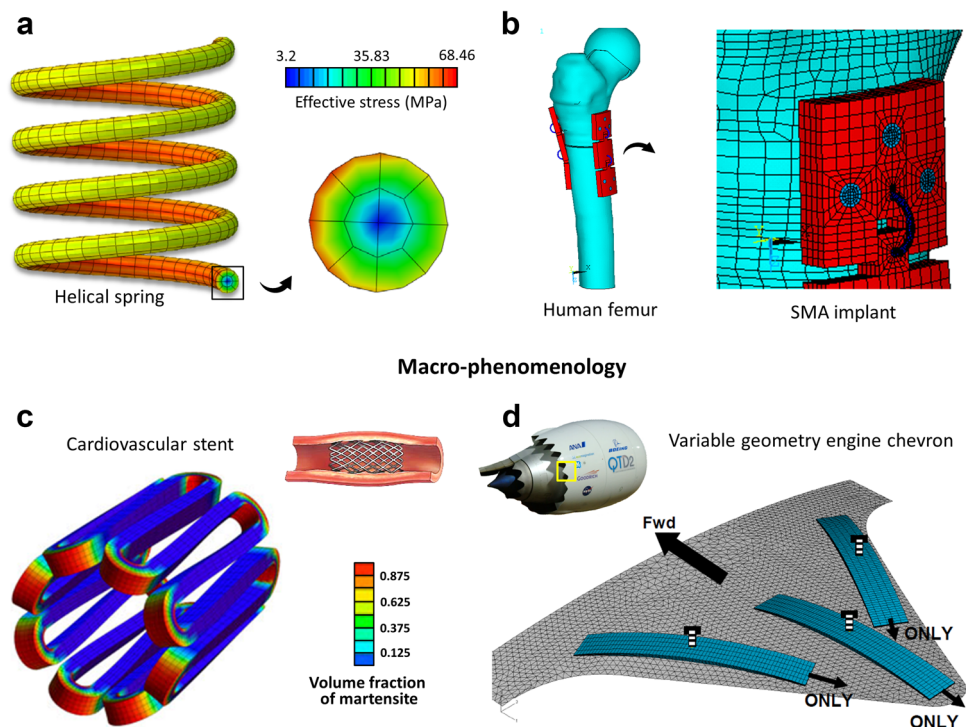 a
3.2 35.83 68.46
Effective stress (MPa)
Helical spring
b
Human femur
SMA implant
Macro-phenomenology
c
Cardiovascular stent
0.875
0.625
0.375
0.125
Volume fraction
of martensite
d
Variable geometry engine chevron
ANA
QTD2
GOODRICH
Fwd
ONLY
ONLY
ONLY